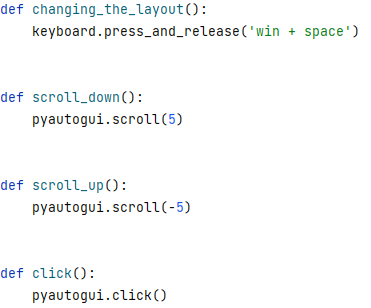 def changing_the_layout():
    keyboard.press_and_release('win + space')
def scroll_down():
    pyautogui.scroll(5)
def scroll_up():
    pyautogui.scroll(-5)
def click():
    pyautogui.click()